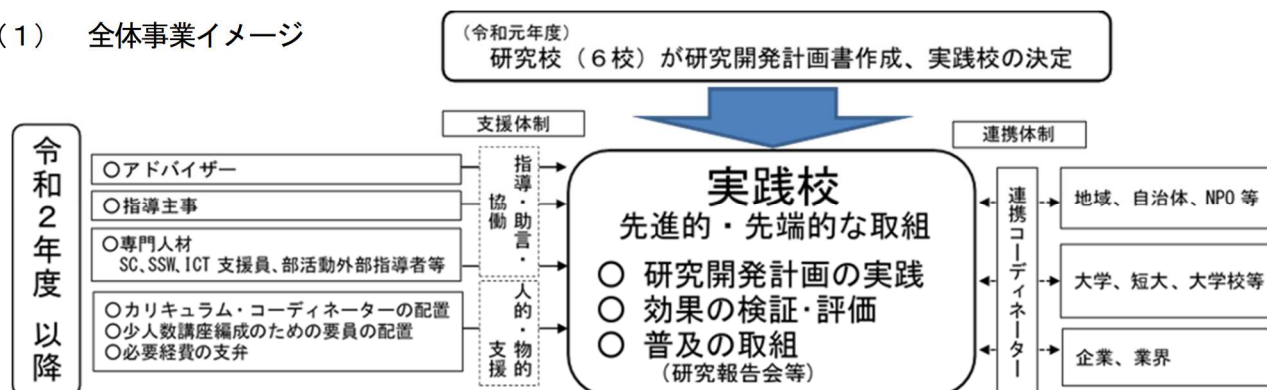 (1) 全体事業イメージ
(令和元年度)
研究校(6校)が研究開発計画書作成、実践校の決定
令和2年度以降
支援体制
○アドバイザー
○指導主事
○専門人材
SC、SSW、ICT 支援員、部活動外部指導者等
○カリキュラム・コーディネーターの配置
○少人数講座編成のための要員の配置
○必要経費の支弁
指導・助言・
協働
人的・物的
支援
実践校
先進的・先端的な取組
○ 研究開発計画の実践
○ 効果の検証・評価
○ 普及の取組
(研究報告会等)
連携体制
連携コーディネーター
地域、自治体、NPO 等
大学、短大、大学校等
企業、業界